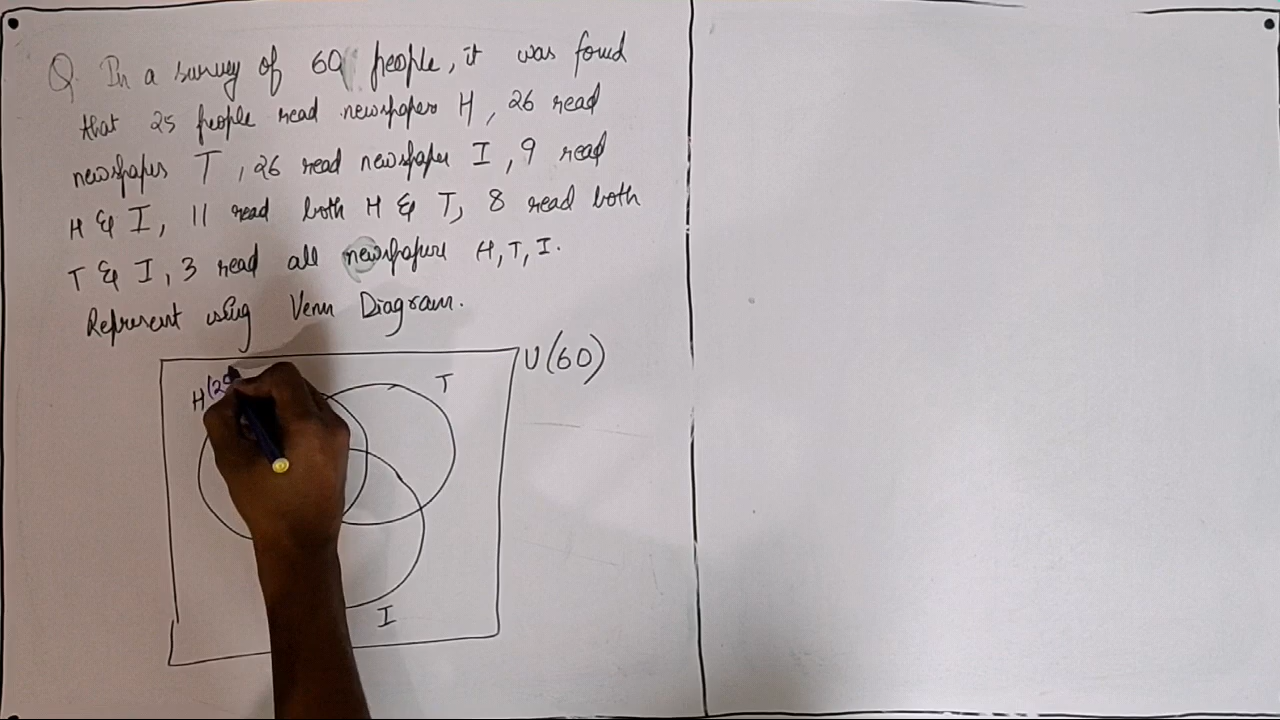 Q. In a survey of 60 people, it was found
that 25 people read newspaper H, 26 read
newspaper T, 26 read newspaper I, 9 read
H & I, 11 read both H & T, 8 read both
T & I, 3 read all newspapers H, T, I.
Represent using Venn Diagram.
U(60)
T
H(25
I